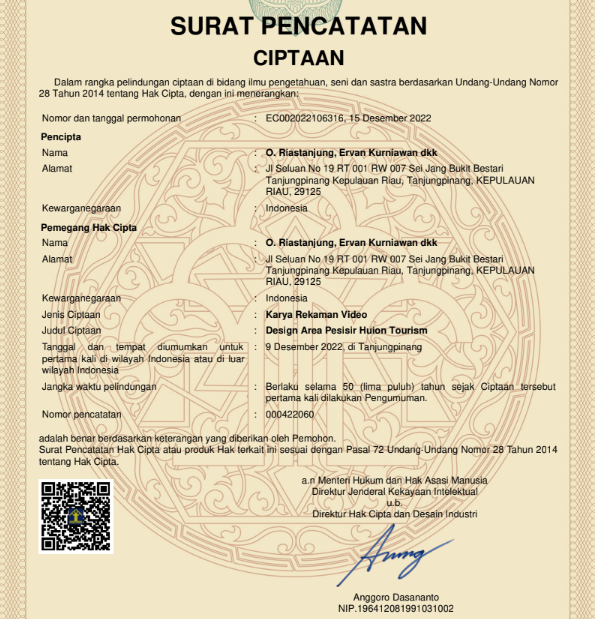 SURAT PENCATATAN
CIPTAAN
Dalam rangka pelindungan ciptaan di bidang ilmu pengetahuan, seni dan sastra berdasarkan Undang-Undang Nomor
28 Tahun 2014 tentang Hak Cipta, dengan ini menerangkan:
Nomor dan tanggal permohonan : EC002022106316, 15 Desember 2022
Pencipta
Nama : O. Riastanjung, Ervan Kurniawan dkk
Alamat : Jl Seluan No 19 RT 001 RW 007 Sei Jang Bukit Bestari
Tanjungpinang Kepulauan Riau, Tanjungpinang, KEPULAUAN
RIAU, 29125
Kewarganegaraan : Indonesia
Pemegang Hak Cipta
Nama : O. Riastanjung, Ervan Kurniawan dkk
Alamat : Jl Seluan No 19 RT 001 RW 007 Sei Jang Bukit Bestari
Tanjungpinang Kepulauan Riau, Tanjungpinang, KEPULAUAN
RIAU, 29125
Kewarganegaraan : Indonesia
Jenis Ciptaan : Karya Rekaman Video
Judul Ciptaan : Design Area Pesisir Huion Tourism
Tanggal dan tempat diumumkan untuk : 9 Desember 2022, di Tanjungpinang
pertama kali di wilayah Indonesia atau di luar
wilayah Indonesia
Jangka waktu pelindungan : Berlaku selama 50 (lima puluh) tahun sejak Ciptaan tersebut
pertama kali dilakukan Pengumuman.
Nomor pencatatan : 000422060
adalah benar berdasarkan keterangan yang diberikan oleh Pemohon.
Surat Pencatatan Hak Cipta atau produk Hak terkait ini sesuai dengan Pasal 72 Undang-Undang Nomor 28 Tahun 2014
tentang Hak Cipta.
a.n Menteri Hukum dan Hak Asasi Manusia
Direktur Jenderal Kekayaan Intelektual
u.b.
Direktur Hak Cipta dan Desain Industri
Anggoro Dasananto
NIP.196412081991031002